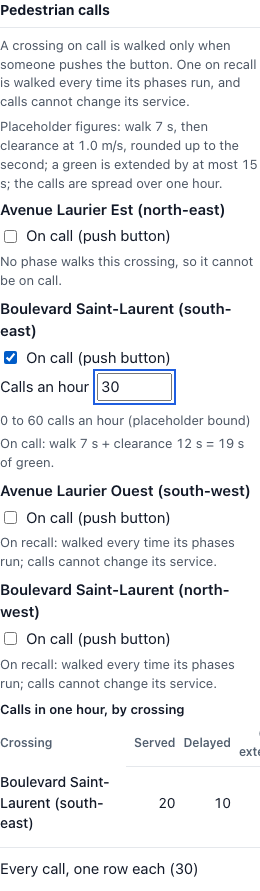 Pedestrian calls
A crossing on call is walked only when
someone pushes the button. One on recall
is walked every time its phases run, and
calls cannot change its service.
Placeholder figures: walk 7 s, then
clearance at 1.0 m/s, rounded up to the
second; a green is extended by at most 15
s; the calls are spread over one hour.
Avenue Laurier Est (north-east)
On call (push button)
No phase walks this crossing, so it cannot
be on call.
Boulevard Saint-Laurent (south-
east)
On call (push button)
Calls an hour 30
0 to 60 calls an hour (placeholder bound)
On call: walk 7 s + clearance 12 s = 19 s
of green.
Avenue Laurier Ouest (south-west)
On call (push button)
On recall: walked every time its phases
run; calls cannot change its service.
Boulevard Saint-Laurent (north-
west)
On call (push button)
On recall: walked every time its phases
run; calls cannot change its service.
Calls in one hour, by crossing
Crossing Served Delayed
Boulevard Saint-
Laurent (south- 20 10
east)
Every call, one row each (30)